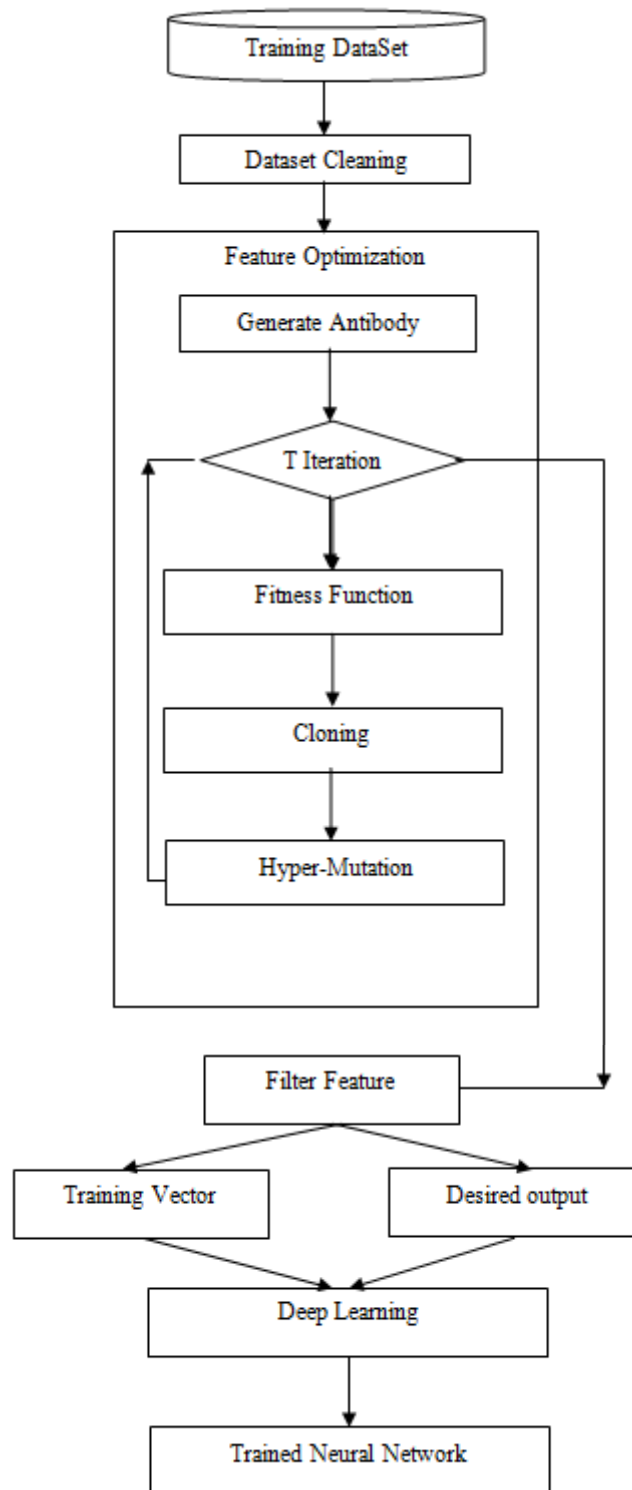 Training DataSet
Dataset Cleaning
Feature Optimization
Generate Antibody
T Iteration
Fitness Function
Cloning
Hyper-Mutation
Filter Feature
Training Vector
Desired output
Deep Learning
Trained Neural Network